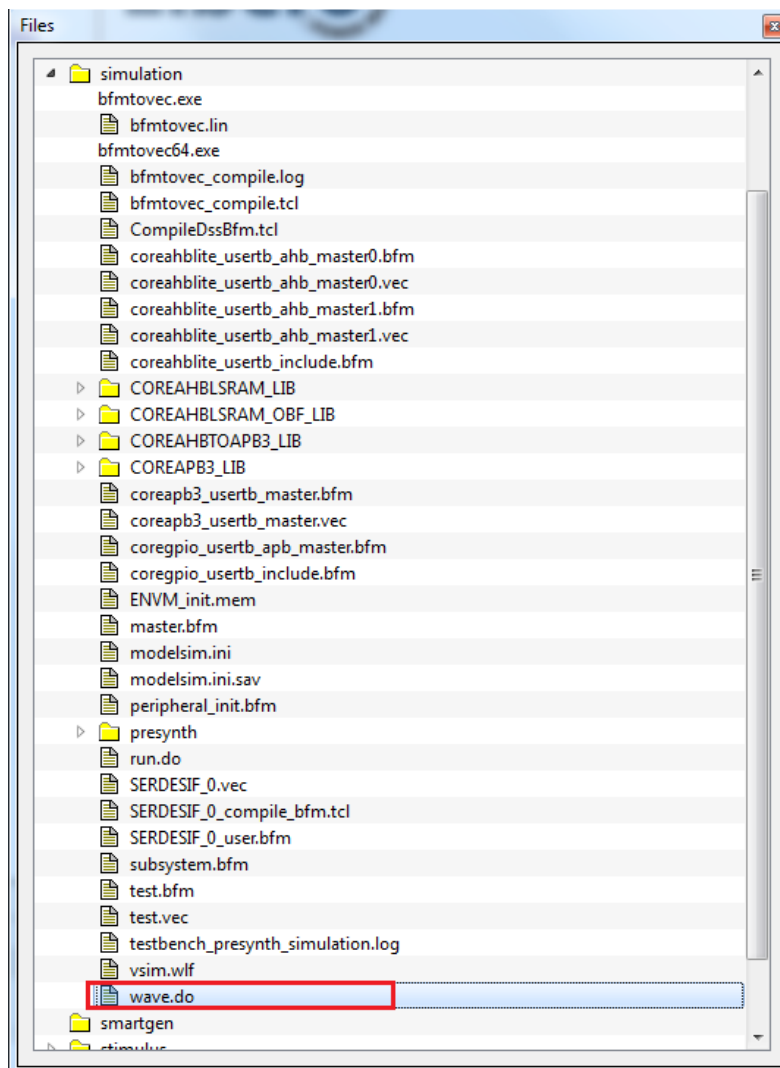 Files
simulation
bfmtovec.exe
bfmtovec.lin
bfmtovec64.exe
bfmtovec_compile.log
bfmtovec_compile.tcl
CompileDssBfm.tcl
coreahblite_usertb_ahb_master0.bfm
coreahblite_usertb_ahb_master0.vec
coreahblite_usertb_ahb_master1.bfm
coreahblite_usertb_ahb_master1.vec
coreahblite_usertb_include.bfm
COREAHBLSRAM_LIB
COREAHBLSRAM_OBF_LIB
COREAHBTOAPB3_LIB
COREAPB3_LIB
coreapb3_usertb_master.bfm
coreapb3_usertb_master.vec
coregpio_usertb_apb_master.bfm
coregpio_usertb_include.bfm
ENVM_init.mem
master.bfm
modelsim.ini
modelsim.ini.sav
peripheral_init.bfm
presynth
run.do
SERDESIF_0.vec
SERDESIF_0_compile_bfm.tcl
SERDESIF_0_user.bfm
subsystem.bfm
test.bfm
test.vec
testbench_presynth_simulation.log
vsim.wlf
wave.do
smartgen
stimulus